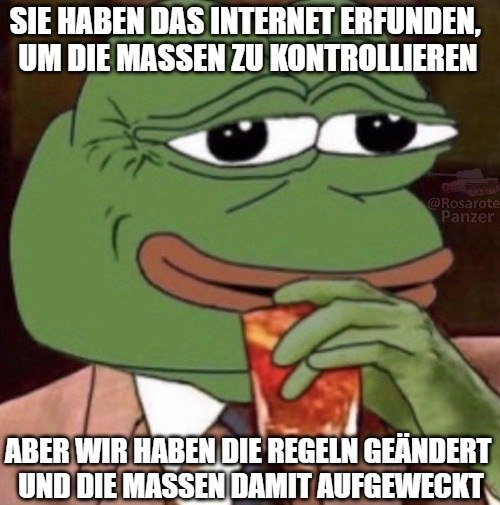 SIE HABEN DAS INTERNET ERFUNDEN,
UM DIE MASSEN ZU KONTROLLIEREN
@Rosarote
Panzer
ABER WIR HABEN DIE REGELN GEÄNDERT
UND DIE MASSEN DAMIT AUFGEWECKT